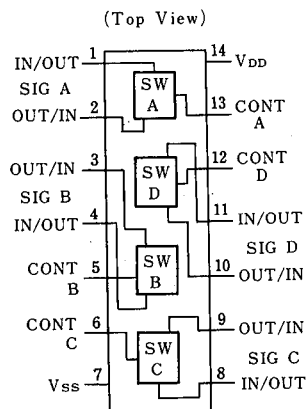 (Top View)
IN/OUT 1 14 VDD
SIG A SW A
OUT/IN 2 13 CONT A
OUT/IN 3 12 CONT D
SIG B SW D
IN/OUT 4 11 IN/OUT
SIG D
CONT B 5 SW B 10 OUT/IN
CONT C 6 9 OUT/IN
SW C SIG C
VSS 7 8 IN/OUT